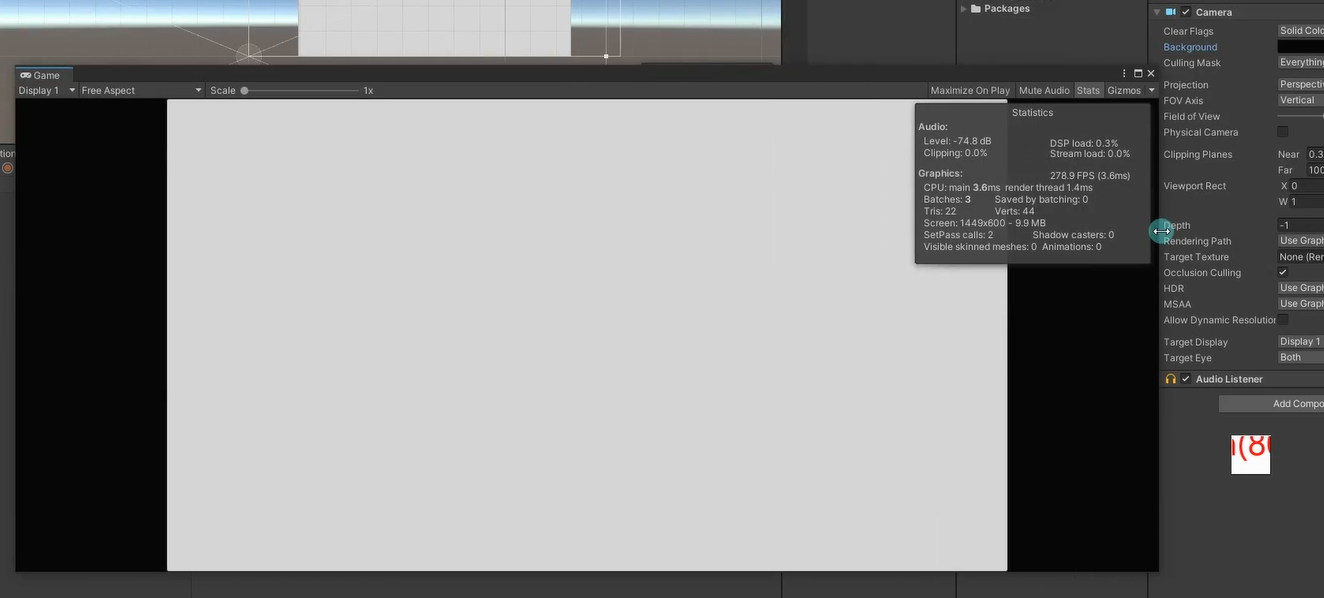 Packages
Camera
Clear Flags
Solid Colo
Background
Culling Mask
Everything
Projection
Perspectiv
FOV Axis
Vertical
Field of View
Physical Camera
Clipping Planes
Near 0.3
Far 100
Viewport Rect
X 0
W 1
Depth
-1
Rendering Path
Use Graph
Target Texture
None (Ren
Occlusion Culling
HDR
Use Graph
MSAA
Use Graph
Allow Dynamic Resolution
Target Display
Display 1
Target Eye
Both
Audio Listener
Add Compo
(8
tion
Game
Display 1
Free Aspect
Scale
1x
Maximize On Play
Mute Audio
Stats
Gizmos
Statistics
Audio:
Level: -74.8 dB
DSP load: 0.3%
Clipping: 0.0%
Stream load: 0.0%
Graphics:
278.9 FPS (3.6ms)
CPU: main 3.6ms render thread 1.4ms
Batches: 3
Saved by batching: 0
Tris: 22
Verts: 44
Screen: 1449x600 - 9.9 MB
SetPass calls: 2
Shadow casters: 0
Visible skinned meshes: 0 Animations: 0